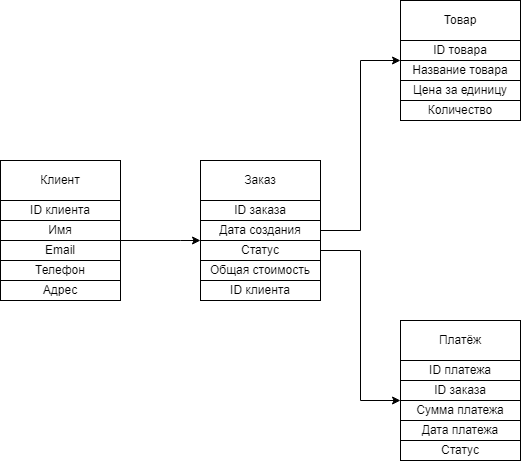 Товар
ID товара
Название товара
Цена за единицу
Количество
Клиент
ID клиента
Имя
Email
Телефон
Адрес
Заказ
ID заказа
Дата создания
Статус
Общая стоимость
ID клиента
Платёж
ID платежа
ID заказа
Сумма платежа
Дата платежа
Статус